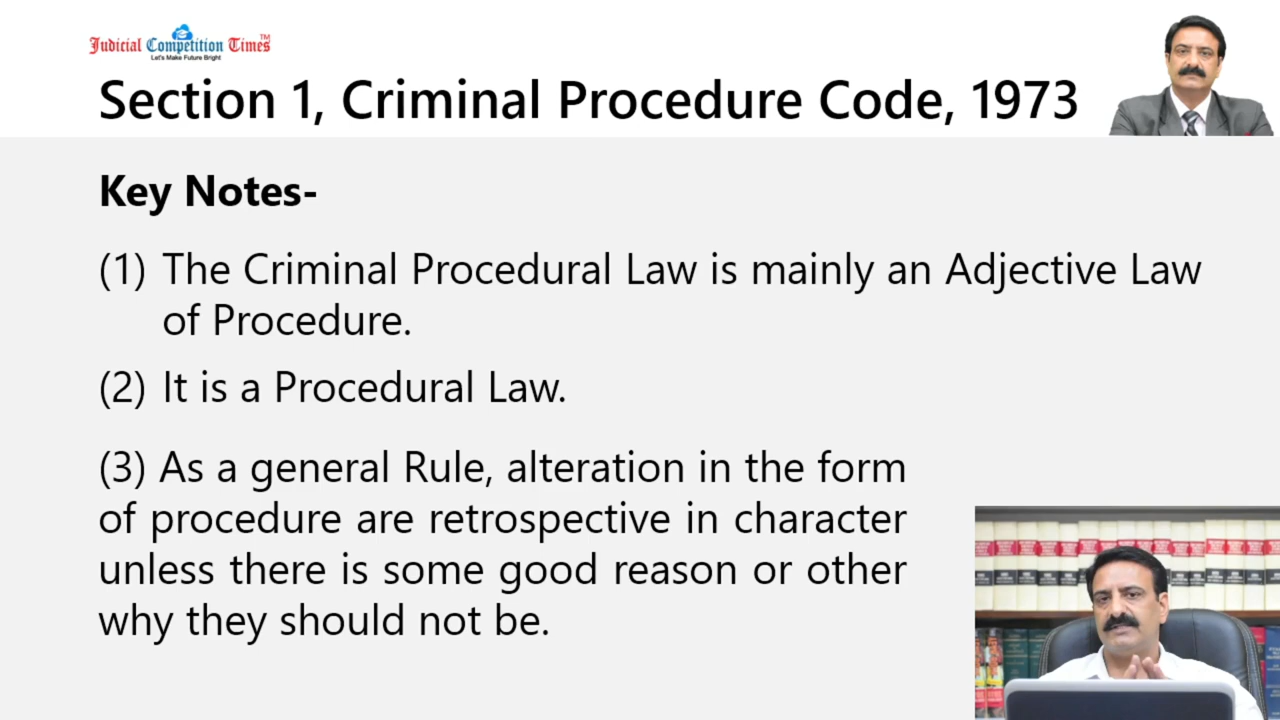 Judicial Competition Times™
Let's Make Future Bright
Section 1, Criminal Procedure Code, 1973
Key Notes-
(1) The Criminal Procedural Law is mainly an Adjective Law
of Procedure.
(2) It is a Procedural Law.
(3) As a general Rule, alteration in the form
of procedure are retrospective in character
unless there is some good reason or other
why they should not be.